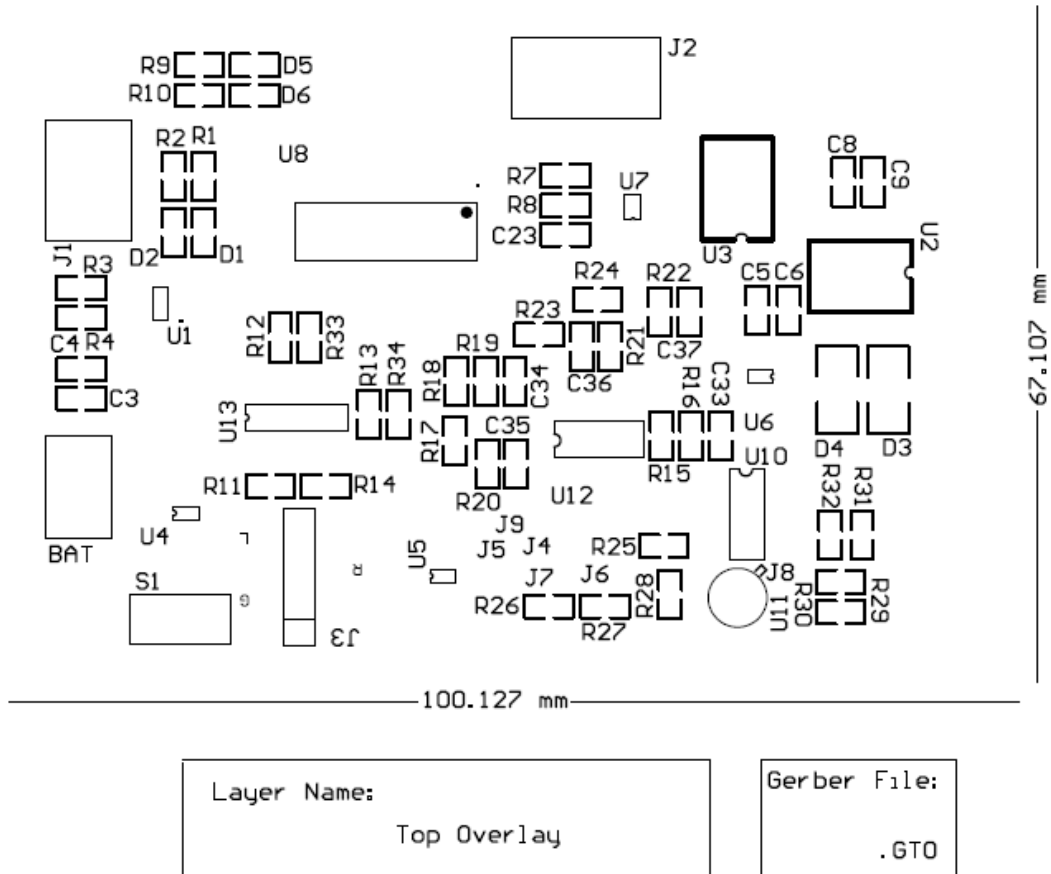 J2
R9 D5
R10 D6
R2 R1
U8
C8
C9
R7
U7
R8
C23
U3
U2
J1
D2 D1
R3
R24
R22
C5 C6
U1
C4 R4
R12
R33
R23
R21
C37
67.107 mm
R13
R34
R18
R19
C34
C36
R16
C33
C3
U13
R17
C35
R15
U6
D4 D3
U10
R11 R14
R20
U12
R32
R31
U4
BAT
J9
J5 J4
U5
R25
J8
S1
J7 J6
R28
R26
R27
U11
R30
R29
J3
100.127 mm
Layer Name:
Top Overlay
Gerber File:
.GTO